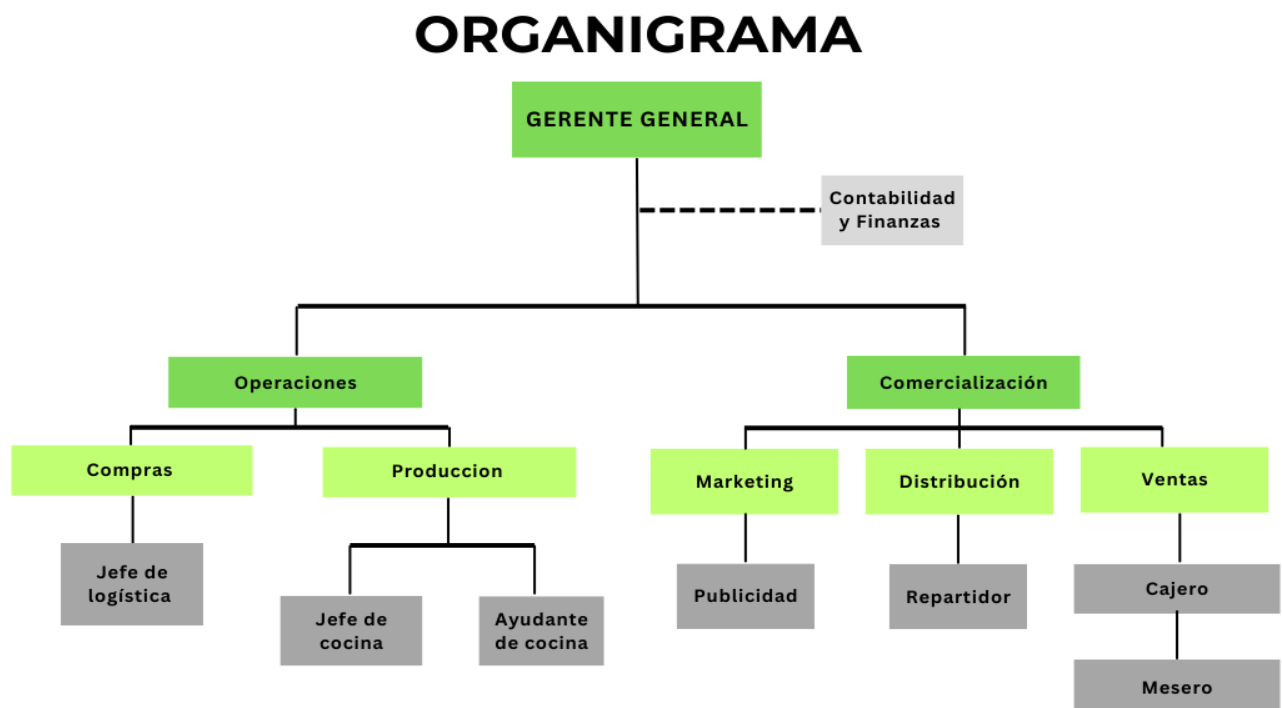 ORGANIGRAMA
GERENTE GENERAL
Contabilidad
y Finanzas
Operaciones
Comercialización
Compras
Produccion
Marketing
Distribución
Ventas
Jefe de
logística
Jefe de
cocina
Ayudante
de cocina
Publicidad
Repartidor
Cajero
Mesero